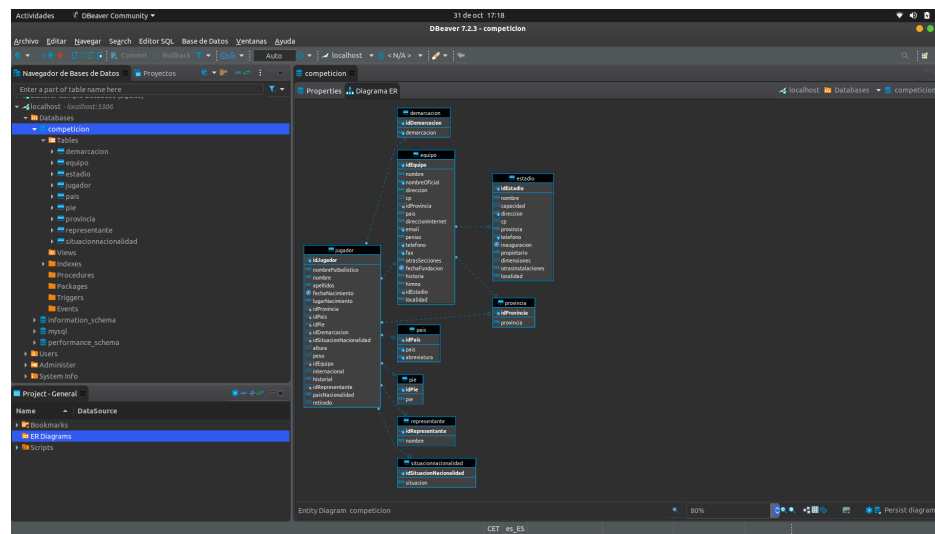 Actividades DBeaver Community 31 de oct 17:18
DBeaver 7.2.3 - competicion
Archivo Editar Navegar Search Editor SQL Base de Datos Ventanas Ayuda
Commit Rollback Auto localhost < N/A >
Navegador de Bases de Datos Proyectos
Enter a part of table name here
localhost - localhost:3306
Databases
competicion
Tables
demarcacion
equipo
estadio
jugador
pais
pie
provincia
representante
situacionnacionalidad
Views
Indexes
Procedures
Packages
Triggers
Events
information_schema
mysql
performance_schema
Users
Administer
System Info
Project - General
Name DataSource
Bookmarks
ER Diagrams
Scripts
competicion
Properties Diagrama ER localhost Databases competicion
demarcacion
idDemarcacion
demarcacion
equipo
idEquipo
nombre
nombreOficial
direccion
cp
idProvincia
pais
direccionInternet
email
penias
telefono
fax
otrasSecciones
fechaFundacion
historia
himno
idEstadio
localidad
estadio
idEstadio
nombre
capacidad
direccion
cp
provincia
telefono
inauguracion
propietario
dimensiones
otrasInstalaciones
localidad
jugador
idJugador
nombreFutbolistico
nombre
apellidos
fechaNacimiento
lugarNacimiento
idProvincia
idPais
idPie
idDemarcacion
idSituacionNacionalidad
altura
peso
idEquipo
internacional
historial
idRepresentante
paisNacionalidad
retirado
provincia
idProvincia
provincia
pais
idPais
pais
abreviatura
pie
idPie
pie
representante
idRepresentante
nombre
situacionnacionalidad
idSituacionNacionalidad
situacion
Entity Diagram competicion 80% Persist diagram
CET es_ES